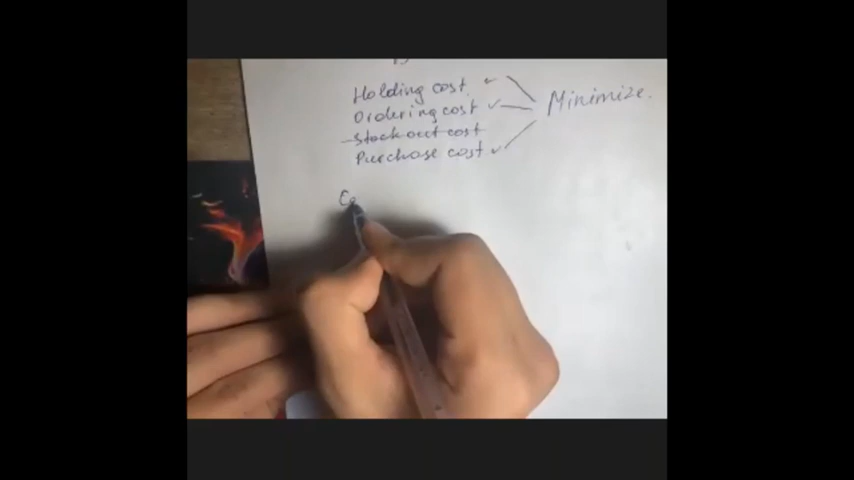 Holding cost ✓
Ordering cost ✓
Stock out cost
Purchase cost ✓
Minimize.